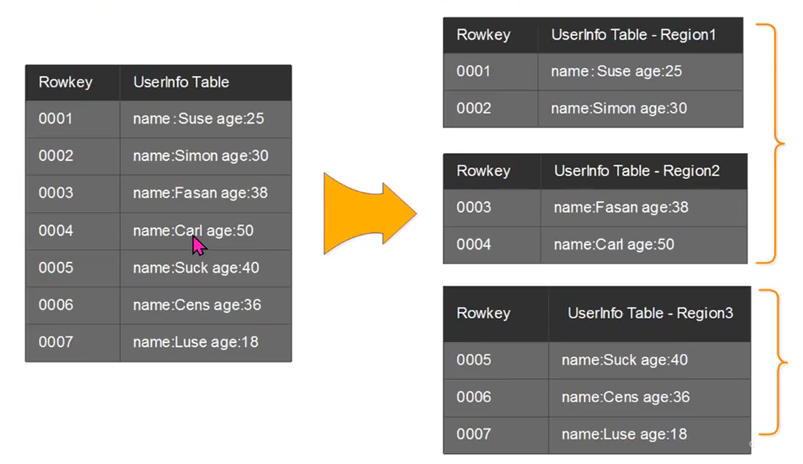 Rowkey UserInfo Table
0001 name:Suse age:25
0002 name:Simon age:30
0003 name:Fasan age:38
0004 name:Carl age:50
0005 name:Suck age:40
0006 name:Cens age:36
0007 name:Luse age:18
Rowkey UserInfo Table - Region1
0001 name:Suse age:25
0002 name:Simon age:30
Rowkey UserInfo Table - Region2
0003 name:Fasan age:38
0004 name:Carl age:50
Rowkey UserInfo Table - Region3
0005 name:Suck age:40
0006 name:Cens age:36
0007 name:Luse age:18